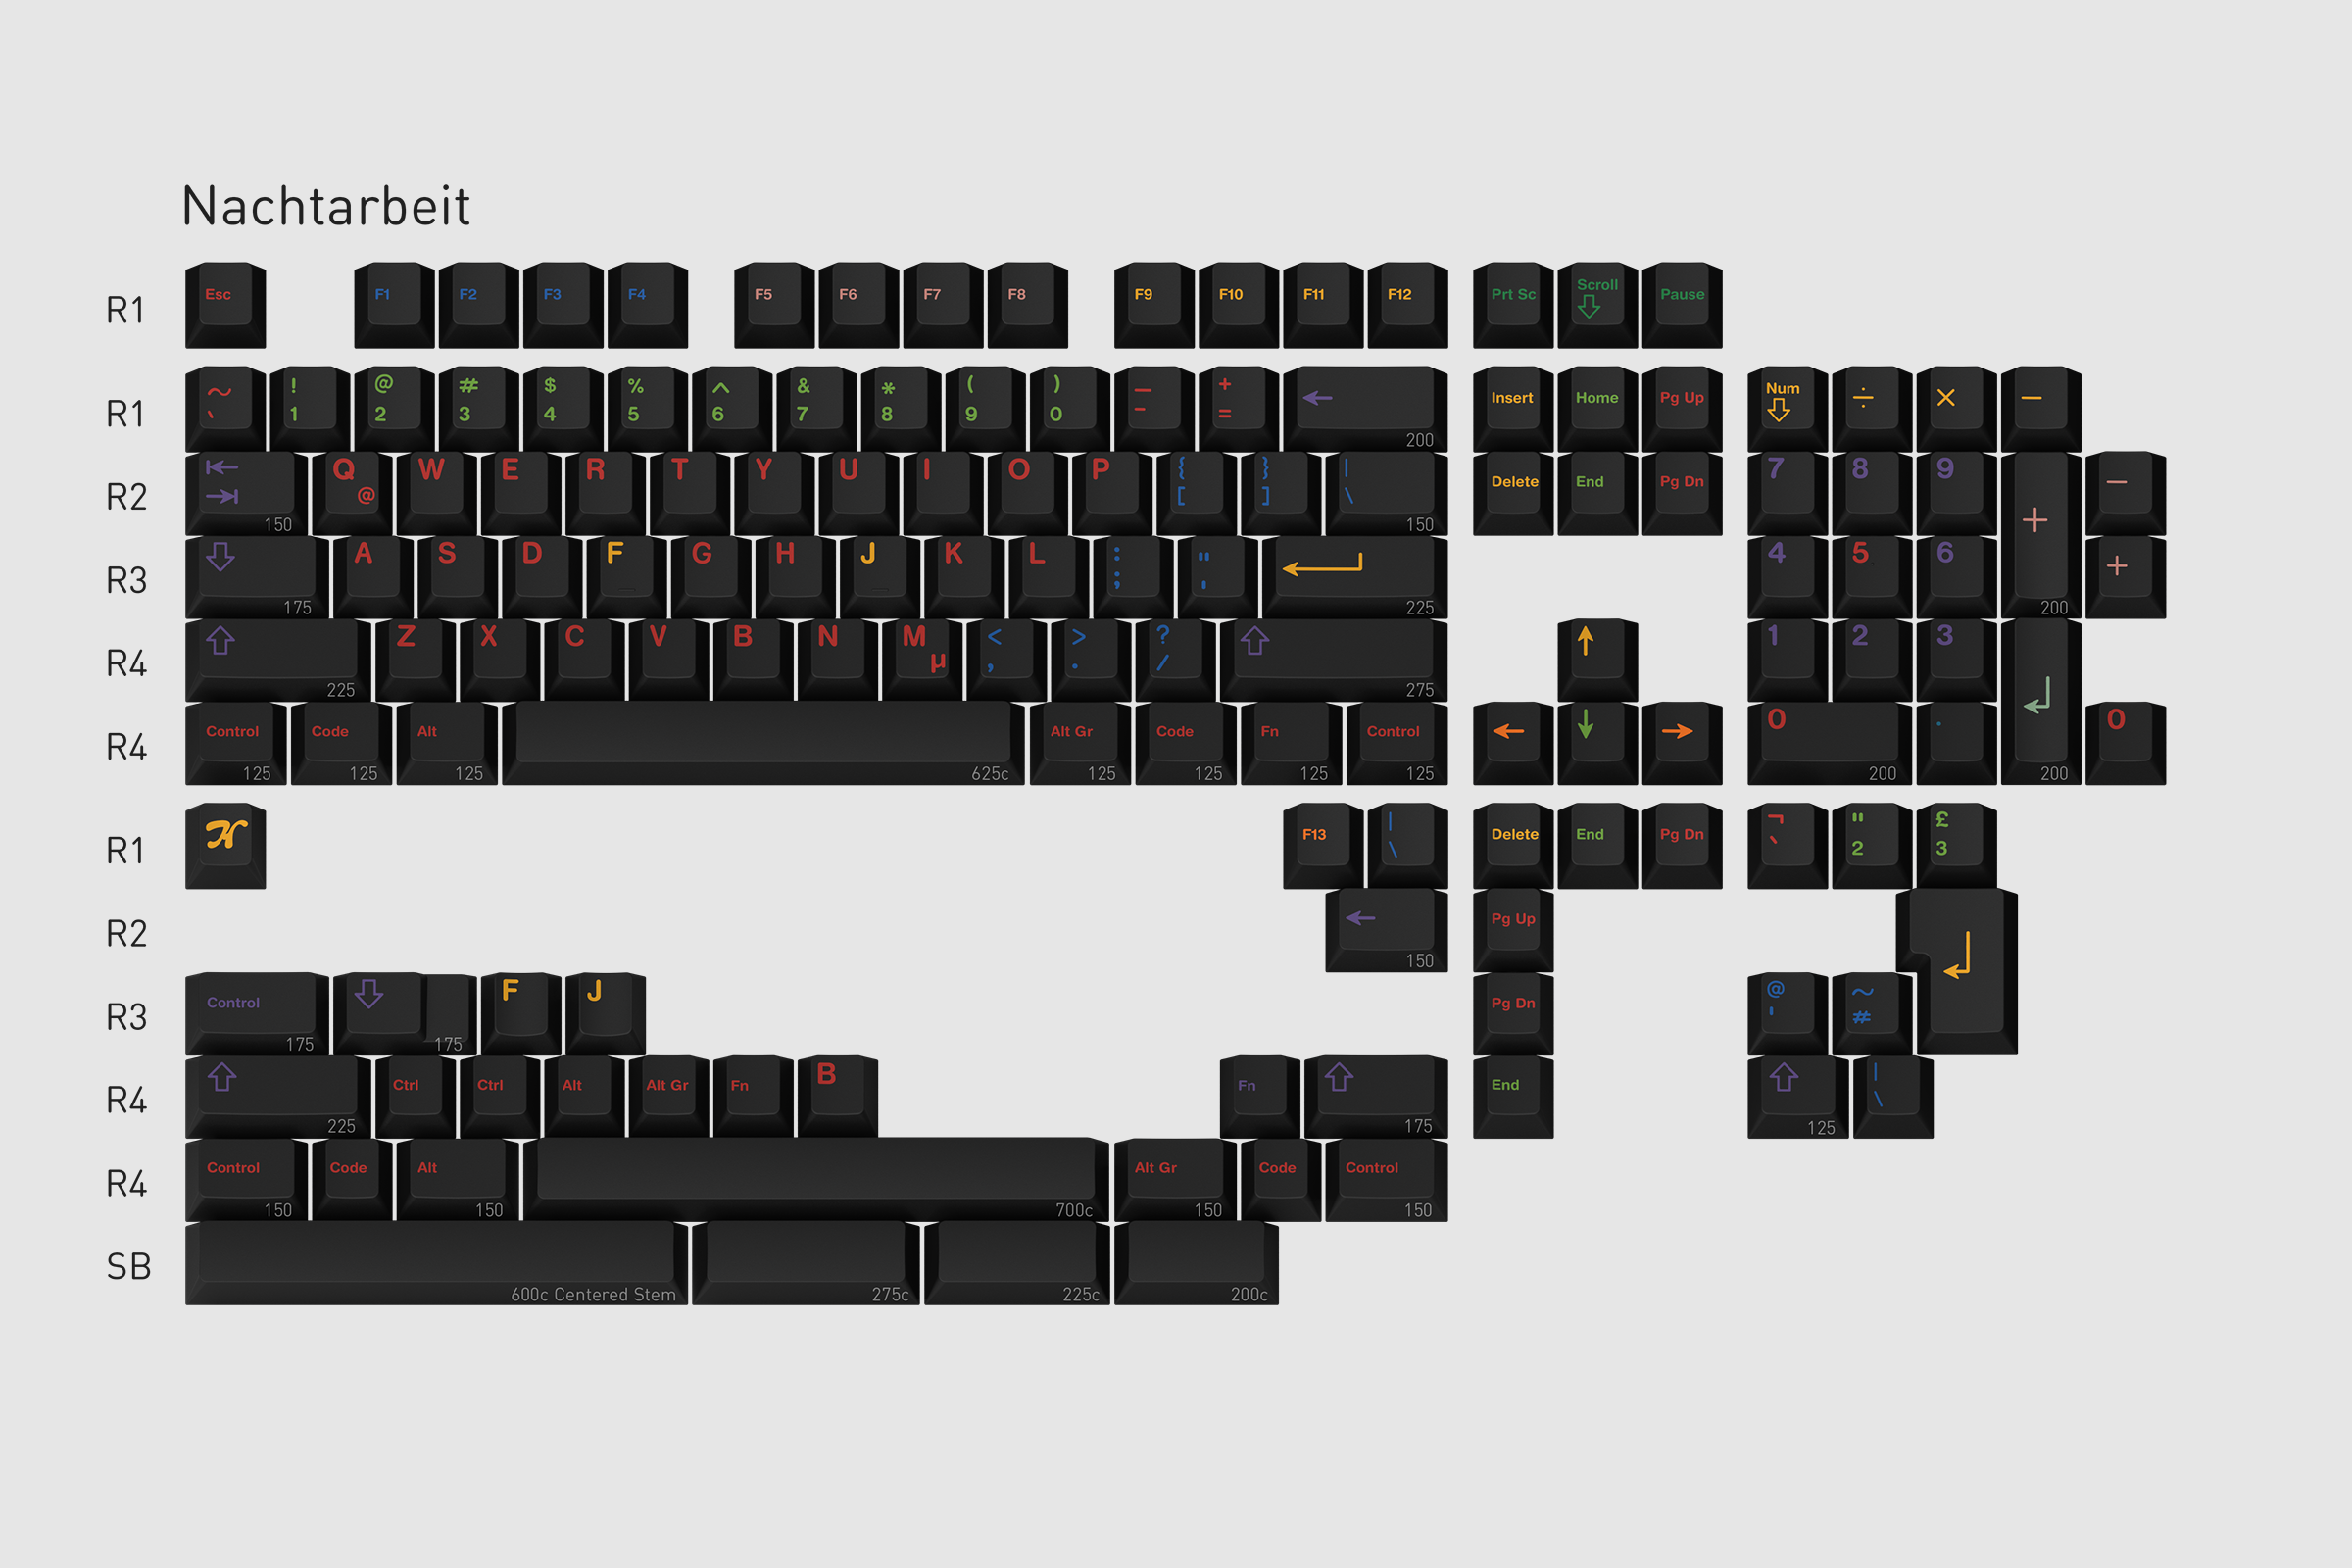 Nachtarbeit
R1 Esc F1 F2 F3 F4 F5 F6 F7 F8 F9 F10 F11 F12 Prt Sc Scroll ⇩ Pause
R1 ~ ` ! 1 @ 2 # 3 $ 4 % 5 ^ 6 & 7 * 8 ( 9 ) 0 — - + = ← 200 Insert Home Pg Up Num ⇩ ÷ × −
R2 ⇤ ⇥ 150 Q @ W E R T Y U I O P { [ } ] | \ 150 Delete End Pg Dn 7 8 9 + 200 −
R3 ⇩ 175 A S D F _ G H J _ K L : ; " ' ↵ 225 4 5 6 +
R4 ⇧ 225 Z X C V B N M µ < , > . ? / ⇧ 275 ↑ 1 2 3 ↵ 200
R4 Control 125 Code 125 Alt 125 625c Alt Gr 125 Code 125 Fn 125 Control 125 ← ↓ → 0 200 . 0
R1 N F13 | \ Delete End Pg Dn ¬ ` " 2 £ 3
R2 ← 150 Pg Up ↵
R3 Control 175 ⇩ 175 F J Pg Dn @ ' ~ #
R4 ⇧ 225 Ctrl Ctrl Alt Alt Gr Fn B Fn ⇧ 175 End ⇧ 125 | \
R4 Control 150 Code Alt 150 700c Alt Gr 150 Code Control 150
SB 600c Centered Stem 275c 225c 200c